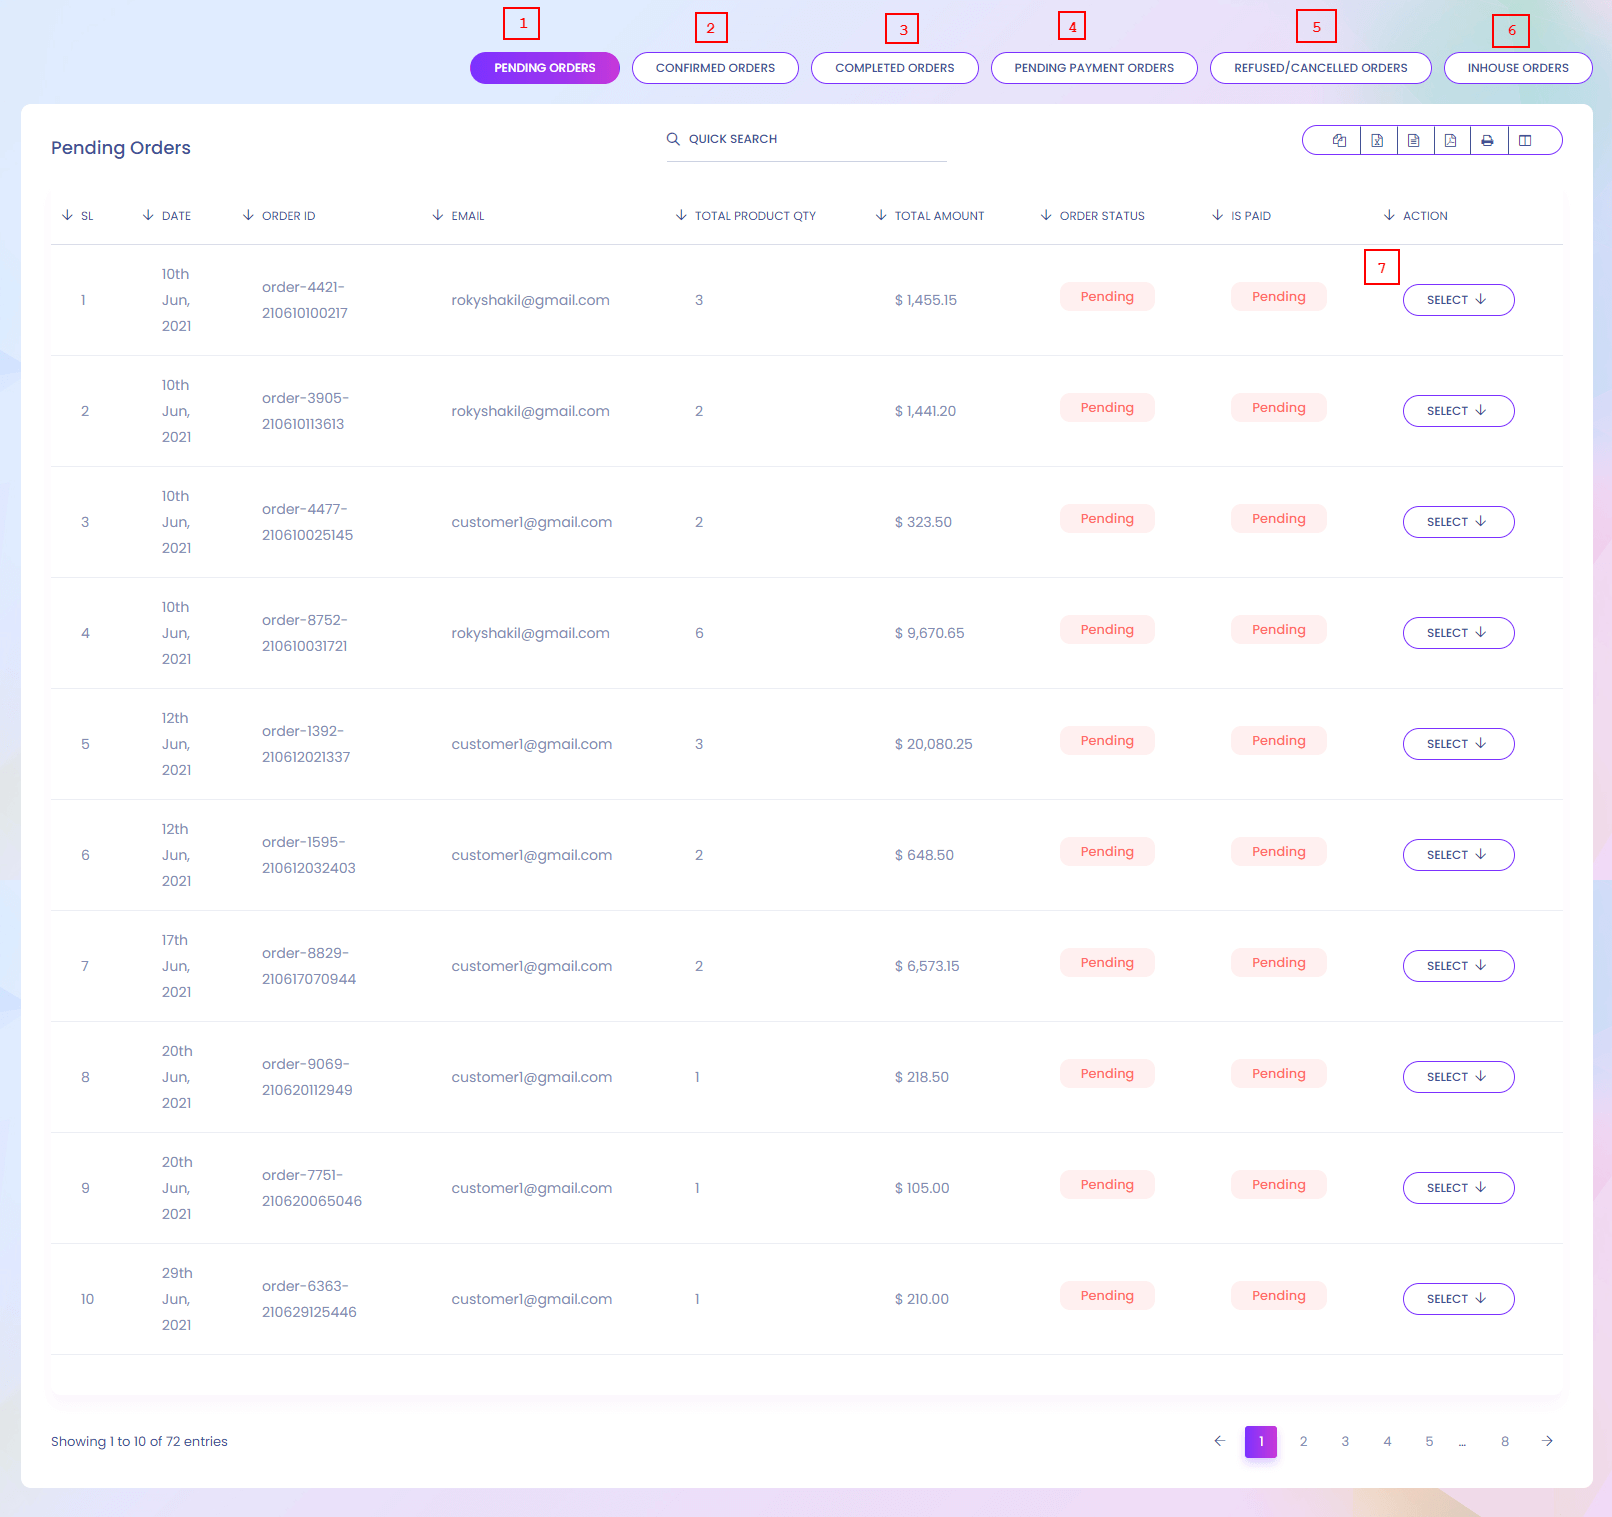 1 2 3 4 5 6
PENDING ORDERS CONFIRMED ORDERS COMPLETED ORDERS PENDING PAYMENT ORDERS REFUSED/CANCELLED ORDERS INHOUSE ORDERS
Pending Orders QUICK SEARCH
SL DATE ORDER ID EMAIL TOTAL PRODUCT QTY TOTAL AMOUNT ORDER STATUS IS PAID ACTION
7
1 10th Jun, 2021 order-4421-210610100217 rokyshakil@gmail.com 3 $ 1,455.15 Pending Pending SELECT
2 10th Jun, 2021 order-3905-210610113613 rokyshakil@gmail.com 2 $ 1,441.20 Pending Pending SELECT
3 10th Jun, 2021 order-4477-210610025145 customer1@gmail.com 2 $ 323.50 Pending Pending SELECT
4 10th Jun, 2021 order-8752-210610031721 rokyshakil@gmail.com 6 $ 9,670.65 Pending Pending SELECT
5 12th Jun, 2021 order-1392-210612021337 customer1@gmail.com 3 $ 20,080.25 Pending Pending SELECT
6 12th Jun, 2021 order-1595-210612032403 customer1@gmail.com 2 $ 648.50 Pending Pending SELECT
7 17th Jun, 2021 order-8829-210617070944 customer1@gmail.com 2 $ 6,573.15 Pending Pending SELECT
8 20th Jun, 2021 order-9069-210620112949 customer1@gmail.com 1 $ 218.50 Pending Pending SELECT
9 20th Jun, 2021 order-7751-210620065046 customer1@gmail.com 1 $ 105.00 Pending Pending SELECT
10 29th Jun, 2021 order-6363-210629125446 customer1@gmail.com 1 $ 210.00 Pending Pending SELECT
Showing 1 to 10 of 72 entries 1 2 3 4 5 … 8